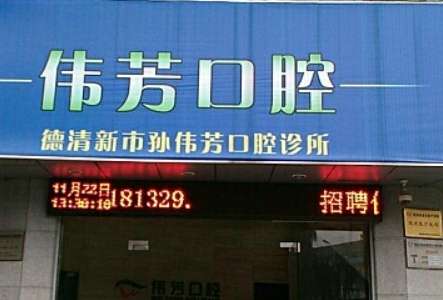 伟芳口腔
德清新市孙伟芳口腔诊所
11月22日
13:30:10
181329.
招聘
伟芳口腔